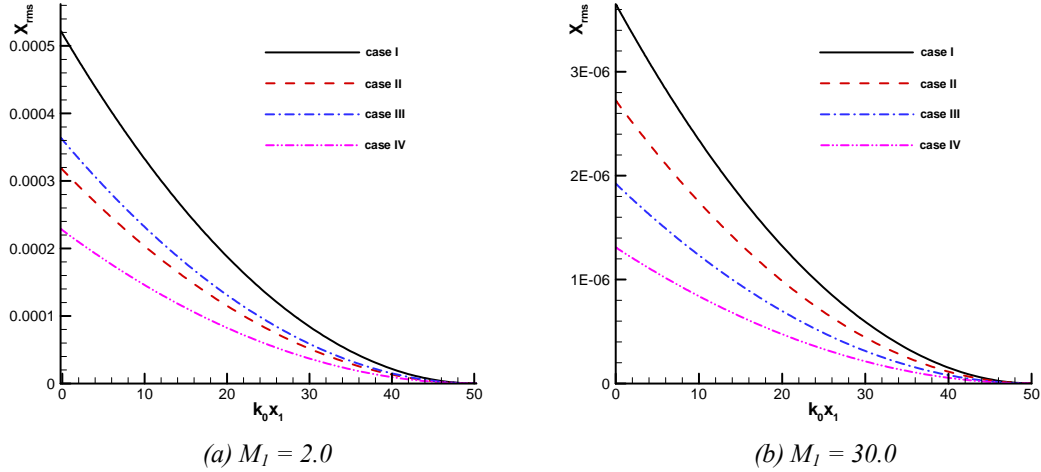 X_rms
0.0005
0.0004
0.0003
0.0002
0.0001
0
case I
case II
case III
case IV
0 10 20 30 40 50
k_0x_1
(a) M_1 = 2.0
X_rms
3E-06
2E-06
1E-06
0
case I
case II
case III
case IV
0 10 20 30 40 50
k_0x_1
(b) M_1 = 30.0